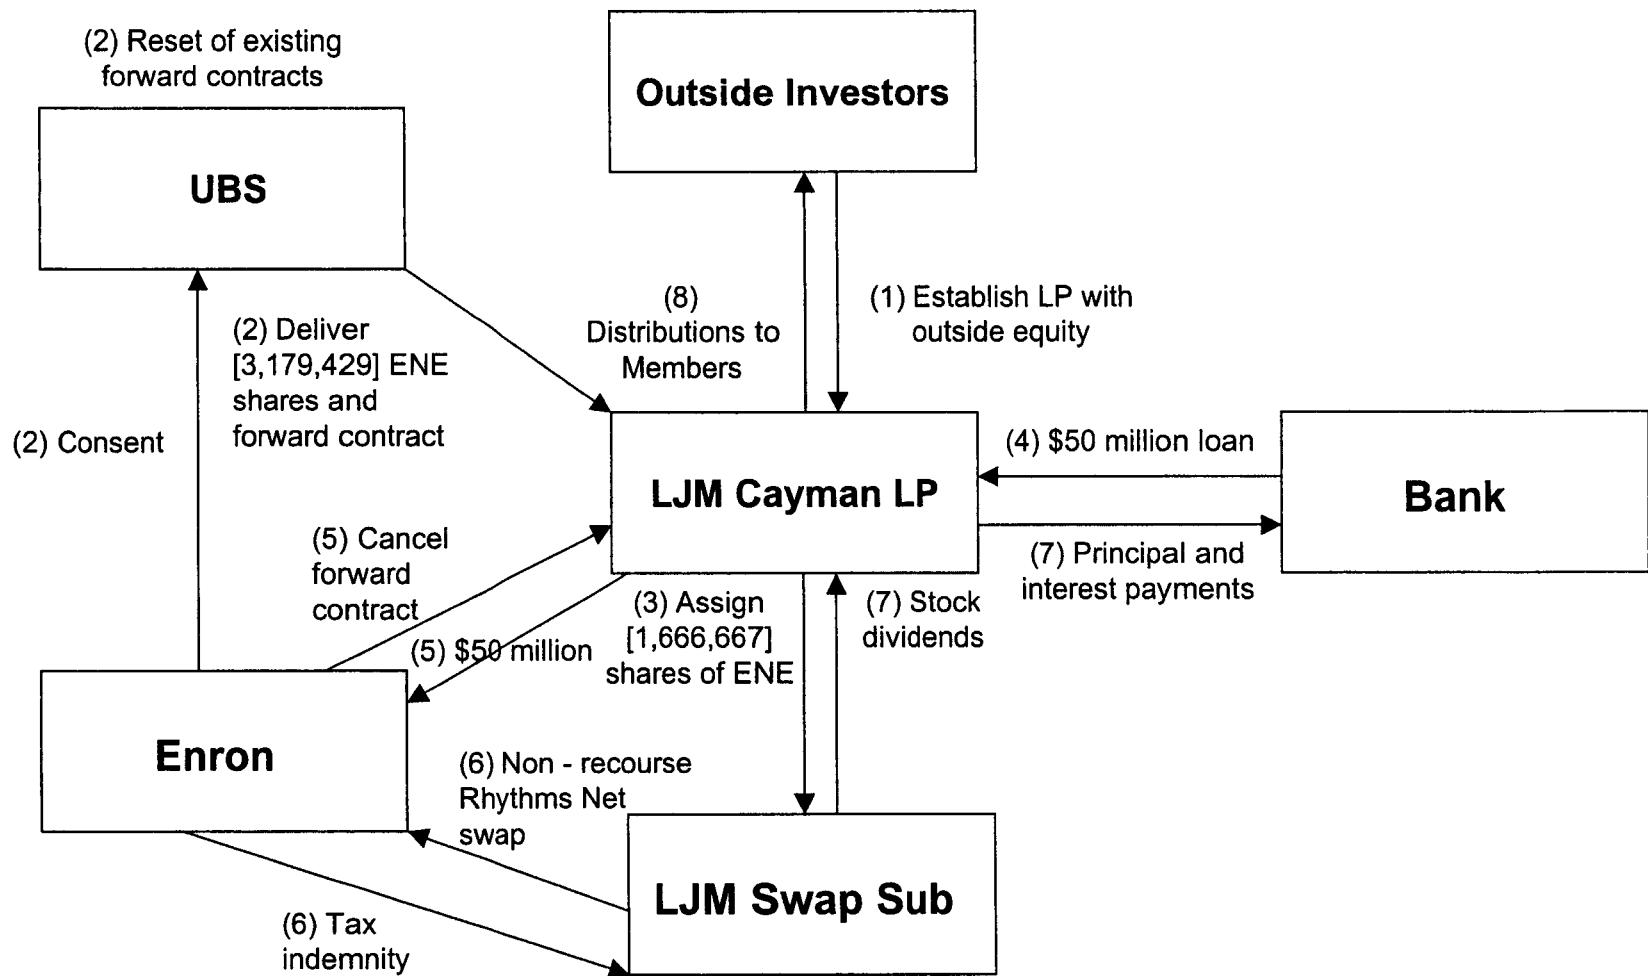 (2) Reset of existing
forward contracts
Outside Investors
UBS
(8)
Distributions to
Members
(1) Establish LP with
outside equity
(2) Deliver
[3,179,429] ENE
shares and
forward contract
(2) Consent
(4) $50 million loan
LJM Cayman LP
Bank
(5) Cancel
forward
contract
(7) Principal and
interest payments
(3) Assign
[1,666,667]
shares of ENE
(7) Stock
dividends
(5) $50 million
Enron
(6) Non - recourse
Rhythms Net
swap
LJM Swap Sub
(6) Tax
indemnity